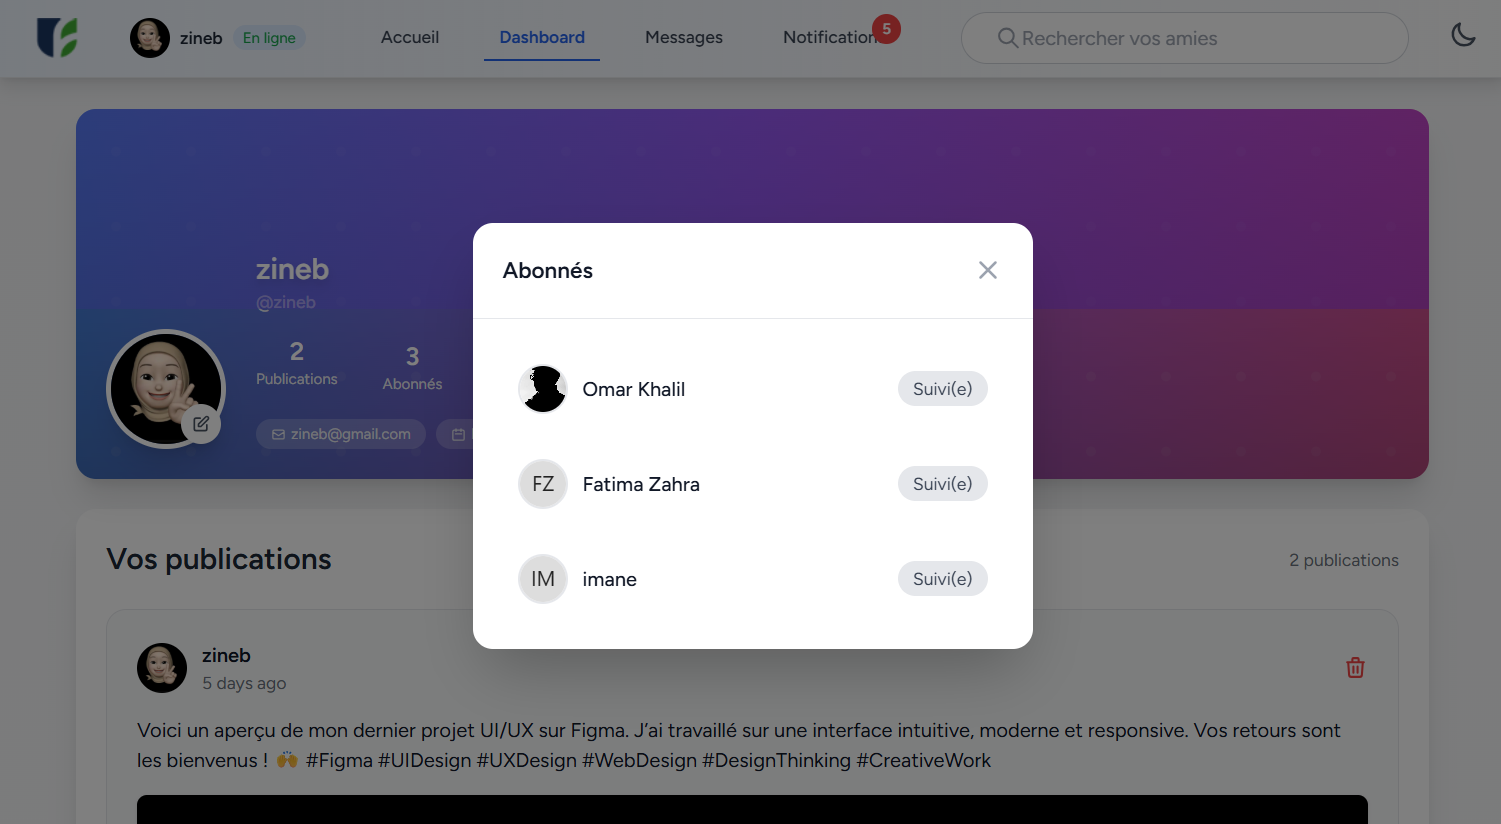 zineb En ligne Accueil Dashboard Messages Notification 5 Rechercher vos amies
zineb
@zineb
2
Publications
3
Abonnés
zineb@gmail.com
Abonnés
Omar Khalil Suivi(e)
FZ Fatima Zahra Suivi(e)
IM imane Suivi(e)
Vos publications 2 publications
zineb
5 days ago
Voici un aperçu de mon dernier projet UI/UX sur Figma. J’ai travaillé sur une interface intuitive, moderne et responsive. Vos retours sont
les bienvenus ! 🙌 #Figma #UIDesign #UXDesign #WebDesign #DesignThinking #CreativeWork